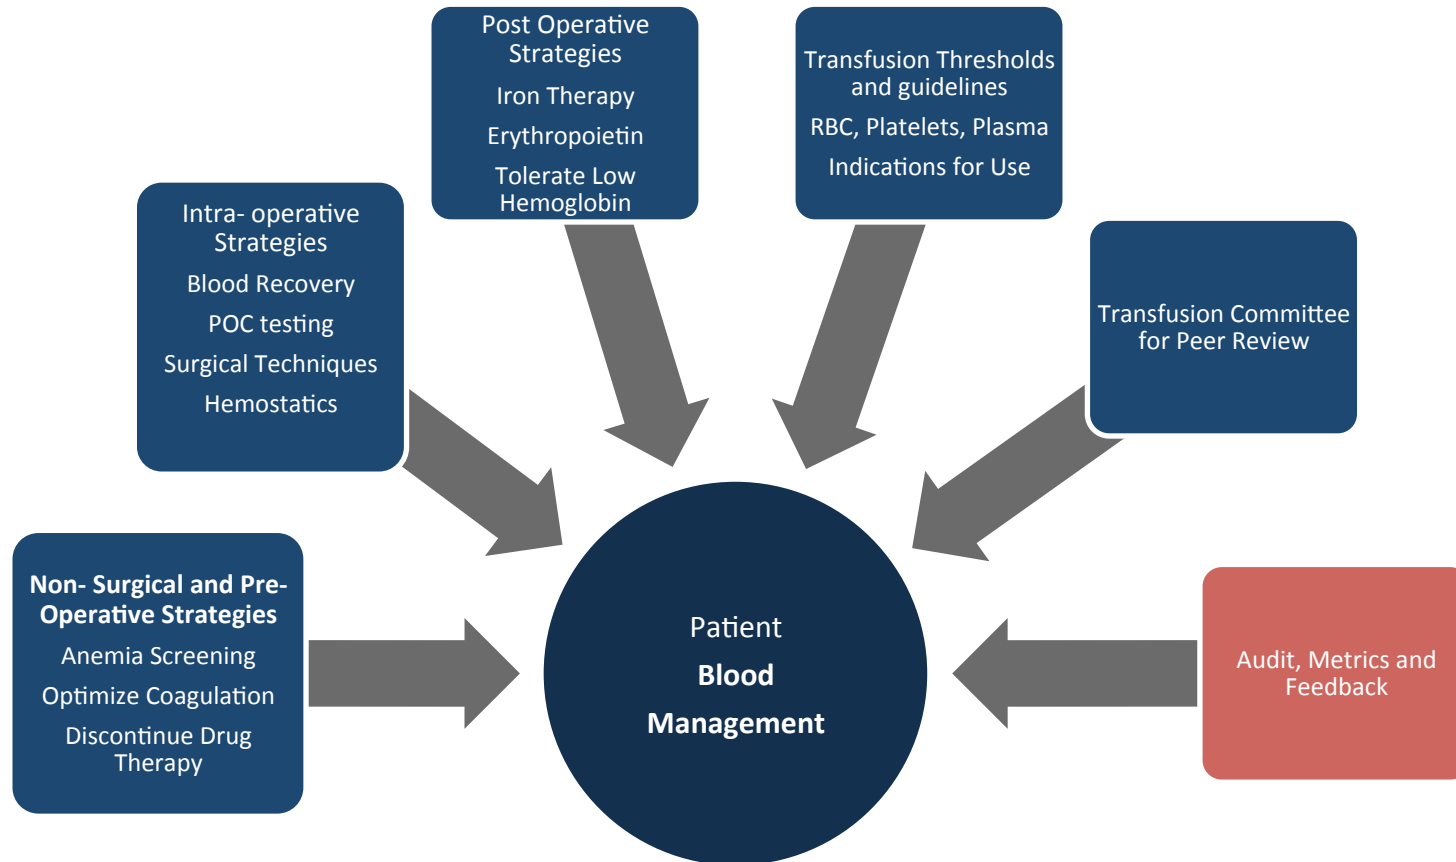 Post Operative
Strategies
Iron Therapy
Erythropoietin
Tolerate Low
Hemoglobin
Transfusion Thresholds
and guidelines
RBC, Platelets, Plasma
Indications for Use
Intra- operative
Strategies
Blood Recovery
POC testing
Surgical Techniques
Hemostatics
Transfusion Committee
for Peer Review
Non- Surgical and Pre-
Operative Strategies
Anemia Screening
Optimize Coagulation
Discontinue Drug
Therapy
Patient
Blood
Management
Audit, Metrics and
Feedback